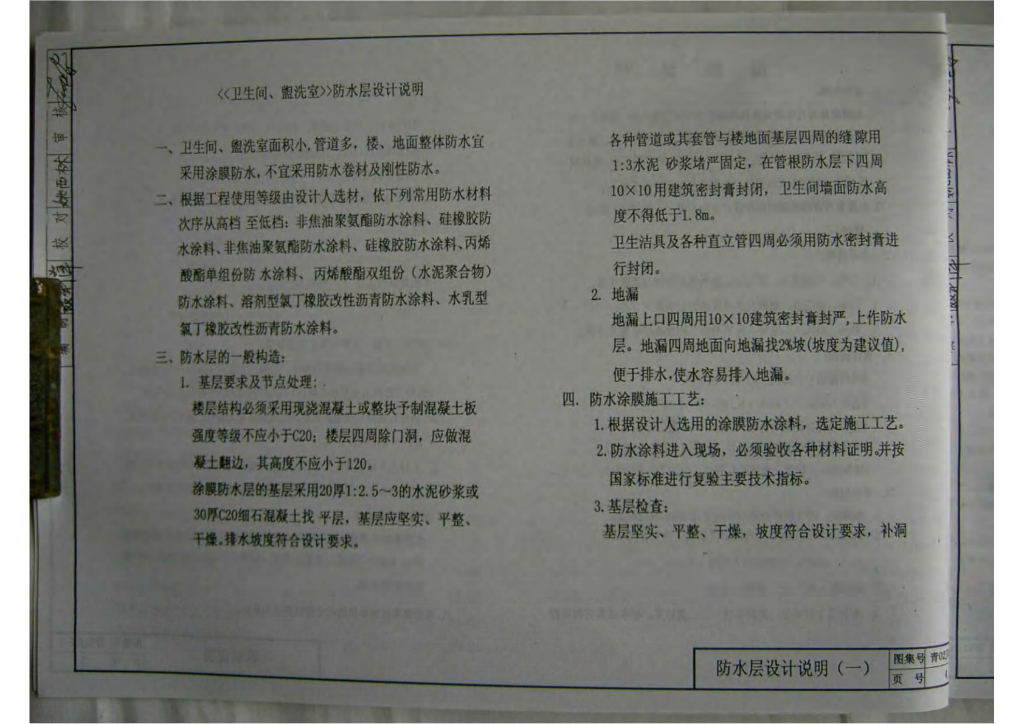 <<卫生间、盥洗室>>防水层设计说明
一、卫生间、盥洗室面积小,管道多，楼、地面整体防水宜
采用涂膜防水,不宜采用防水卷材及刚性防水。
二、根据工程使用等级由设计人选材，依下列常用防水材料
次序从高档 至低档：非焦油聚氨酯防水涂料、硅橡胶防
水涂料、非焦油聚氨酯防水涂料、硅橡胶防水涂料、丙烯
酸酯单组份防 水涂料、 丙烯酸酯双组份（水泥聚合物）
防水涂料、溶剂型氯丁橡胶改性沥青防水涂料、水乳型
氯丁橡胶改性沥青防水涂料。
三、防水层的一般构造：
1. 基层要求及节点处理：
楼层结构必须采用现浇混凝土或整块予制混凝土板
强度等级不应小于C20；楼层四周除门洞，应做混
凝土翻边，其高度不应小于120。
涂膜防水层的基层采用20厚1:2.5～3的水泥砂浆或
30厚C20细石混凝土找 平层，基层应坚实、平整、
干燥,排水坡度符合设计要求。
各种管道或其套管与楼地面基层四周的缝隙用
1:3水泥 砂浆堵严固定，在管根防水层下四周
10×10用建筑密封膏封闭， 卫生间墙面防水高
度不得低于1.8m。
卫生洁具及各种直立管四周必须用防水密封膏进
行封闭。
2. 地漏
地漏上口四周用10×10建筑密封膏封严,上作防水
层。地漏四周地面向地漏找2%坡(坡度为建议值),
便于排水,使水容易排入地漏。
四. 防水涂膜施工工艺：
1.根据设计人选用的涂膜防水涂料，选定施工工艺。
2.防水涂料进入现场，必须验收各种材料证明,并按
国家标准进行复验主要技术指标。
3.基层检查：
基层坚实、平整、干燥，坡度符合设计要求，补洞
防水层设计说明（一）
图集号 青02
页 号
审 核
校 对